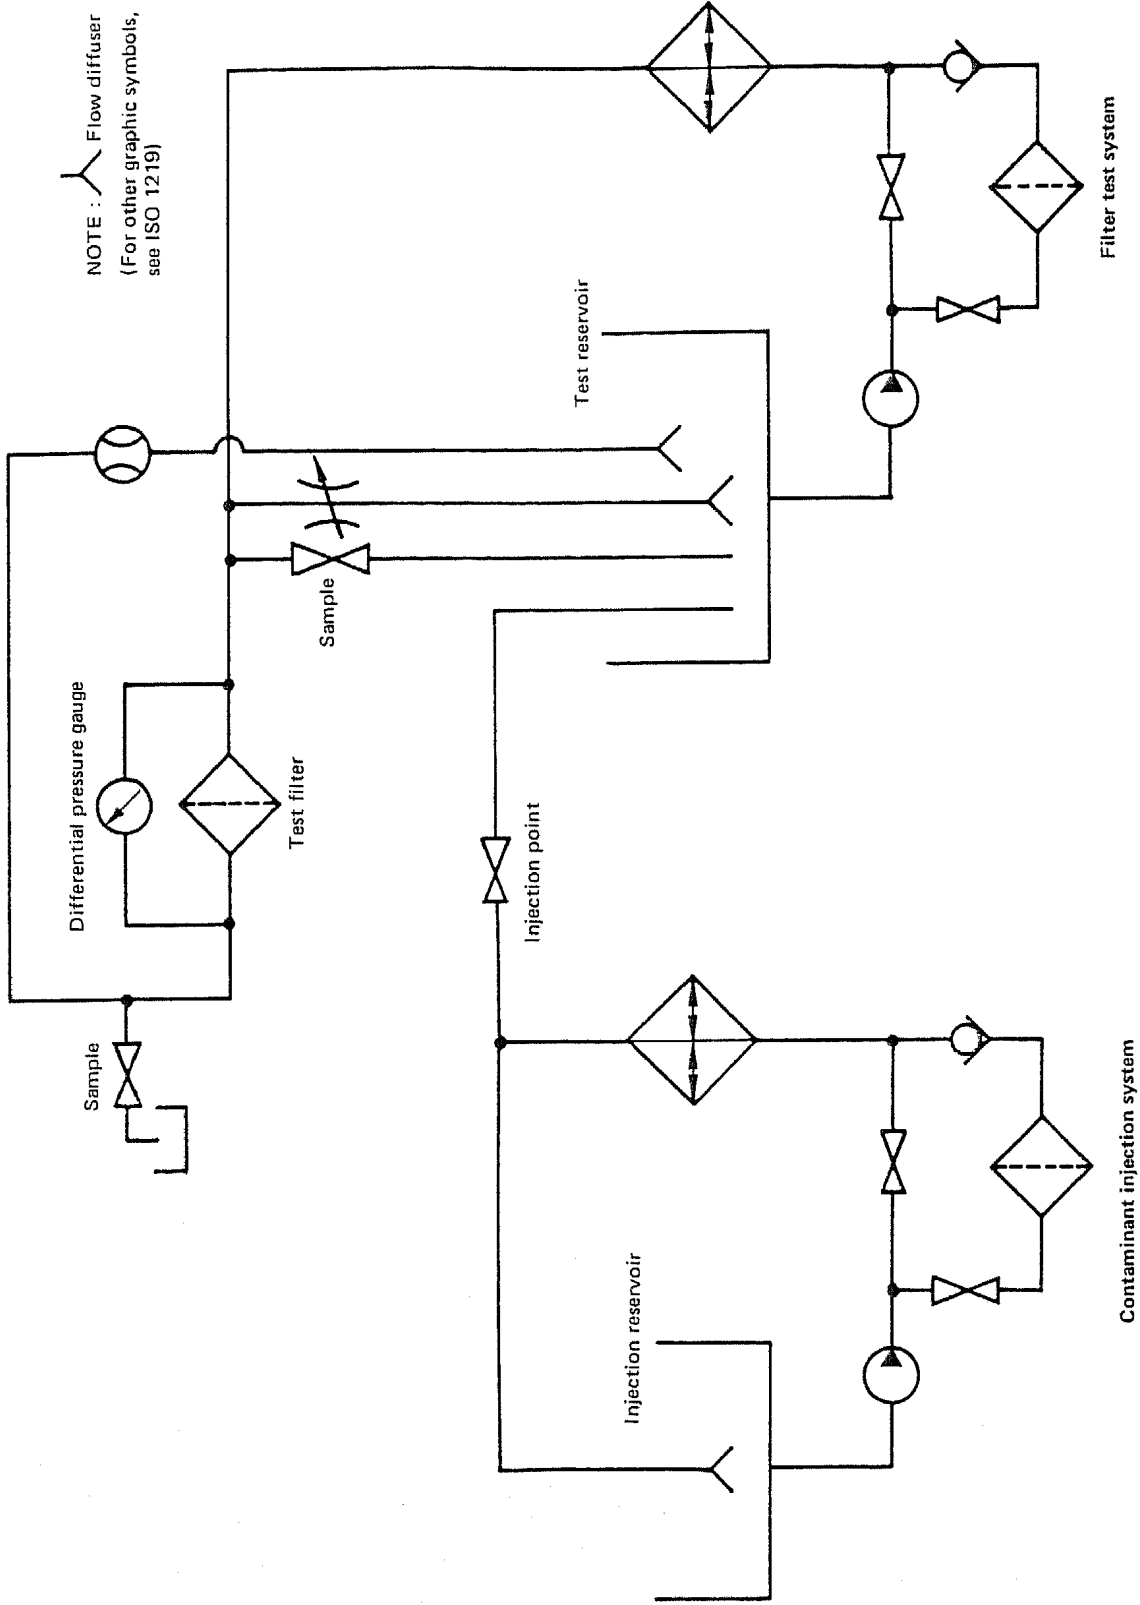 NOTE : Flow diffuser
(For other graphic symbols,
see ISO 1219)
Differential pressure gauge
Test filter
Sample
Sample
Test reservoir
Injection point
Injection reservoir
Filter test system
Contaminant injection system